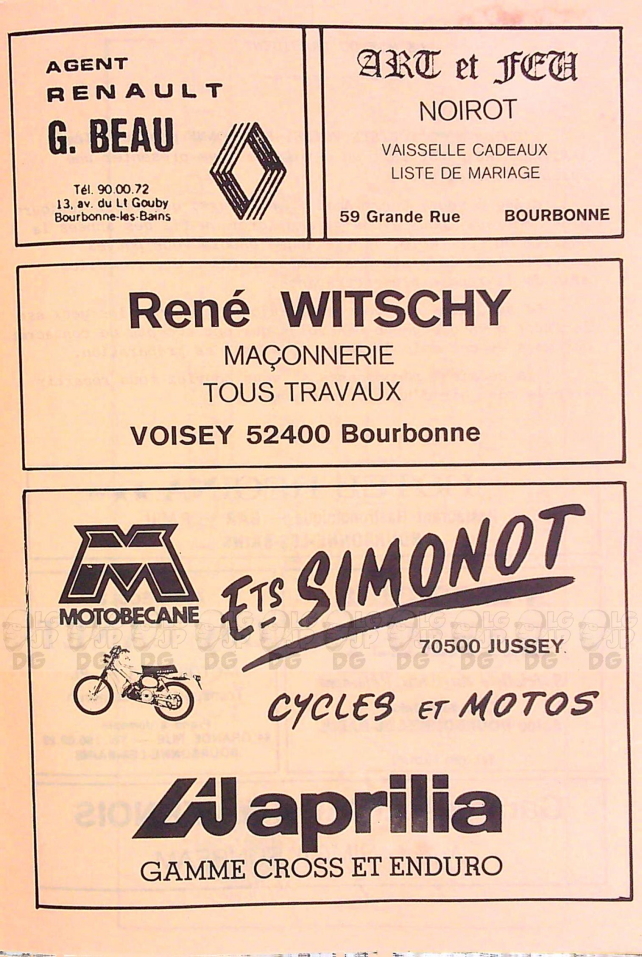 AGENT
RENAULT
G. BEAU
Tél. 90.00.72
13, av. du Lt Gouby
Bourbonne-les-Bains
ART et FEU
NOIROT
VAISSELLE CADEAUX
LISTE DE MARIAGE
59 Grande Rue BOURBONNE
René WITSCHY
MAÇONNERIE
TOUS TRAVAUX
VOISEY 52400 Bourbonne
MOTOBECANE
ETS SIMONOT
70500 JUSSEY.
CYCLES ET MOTOS
aprilia
GAMME CROSS ET ENDURO